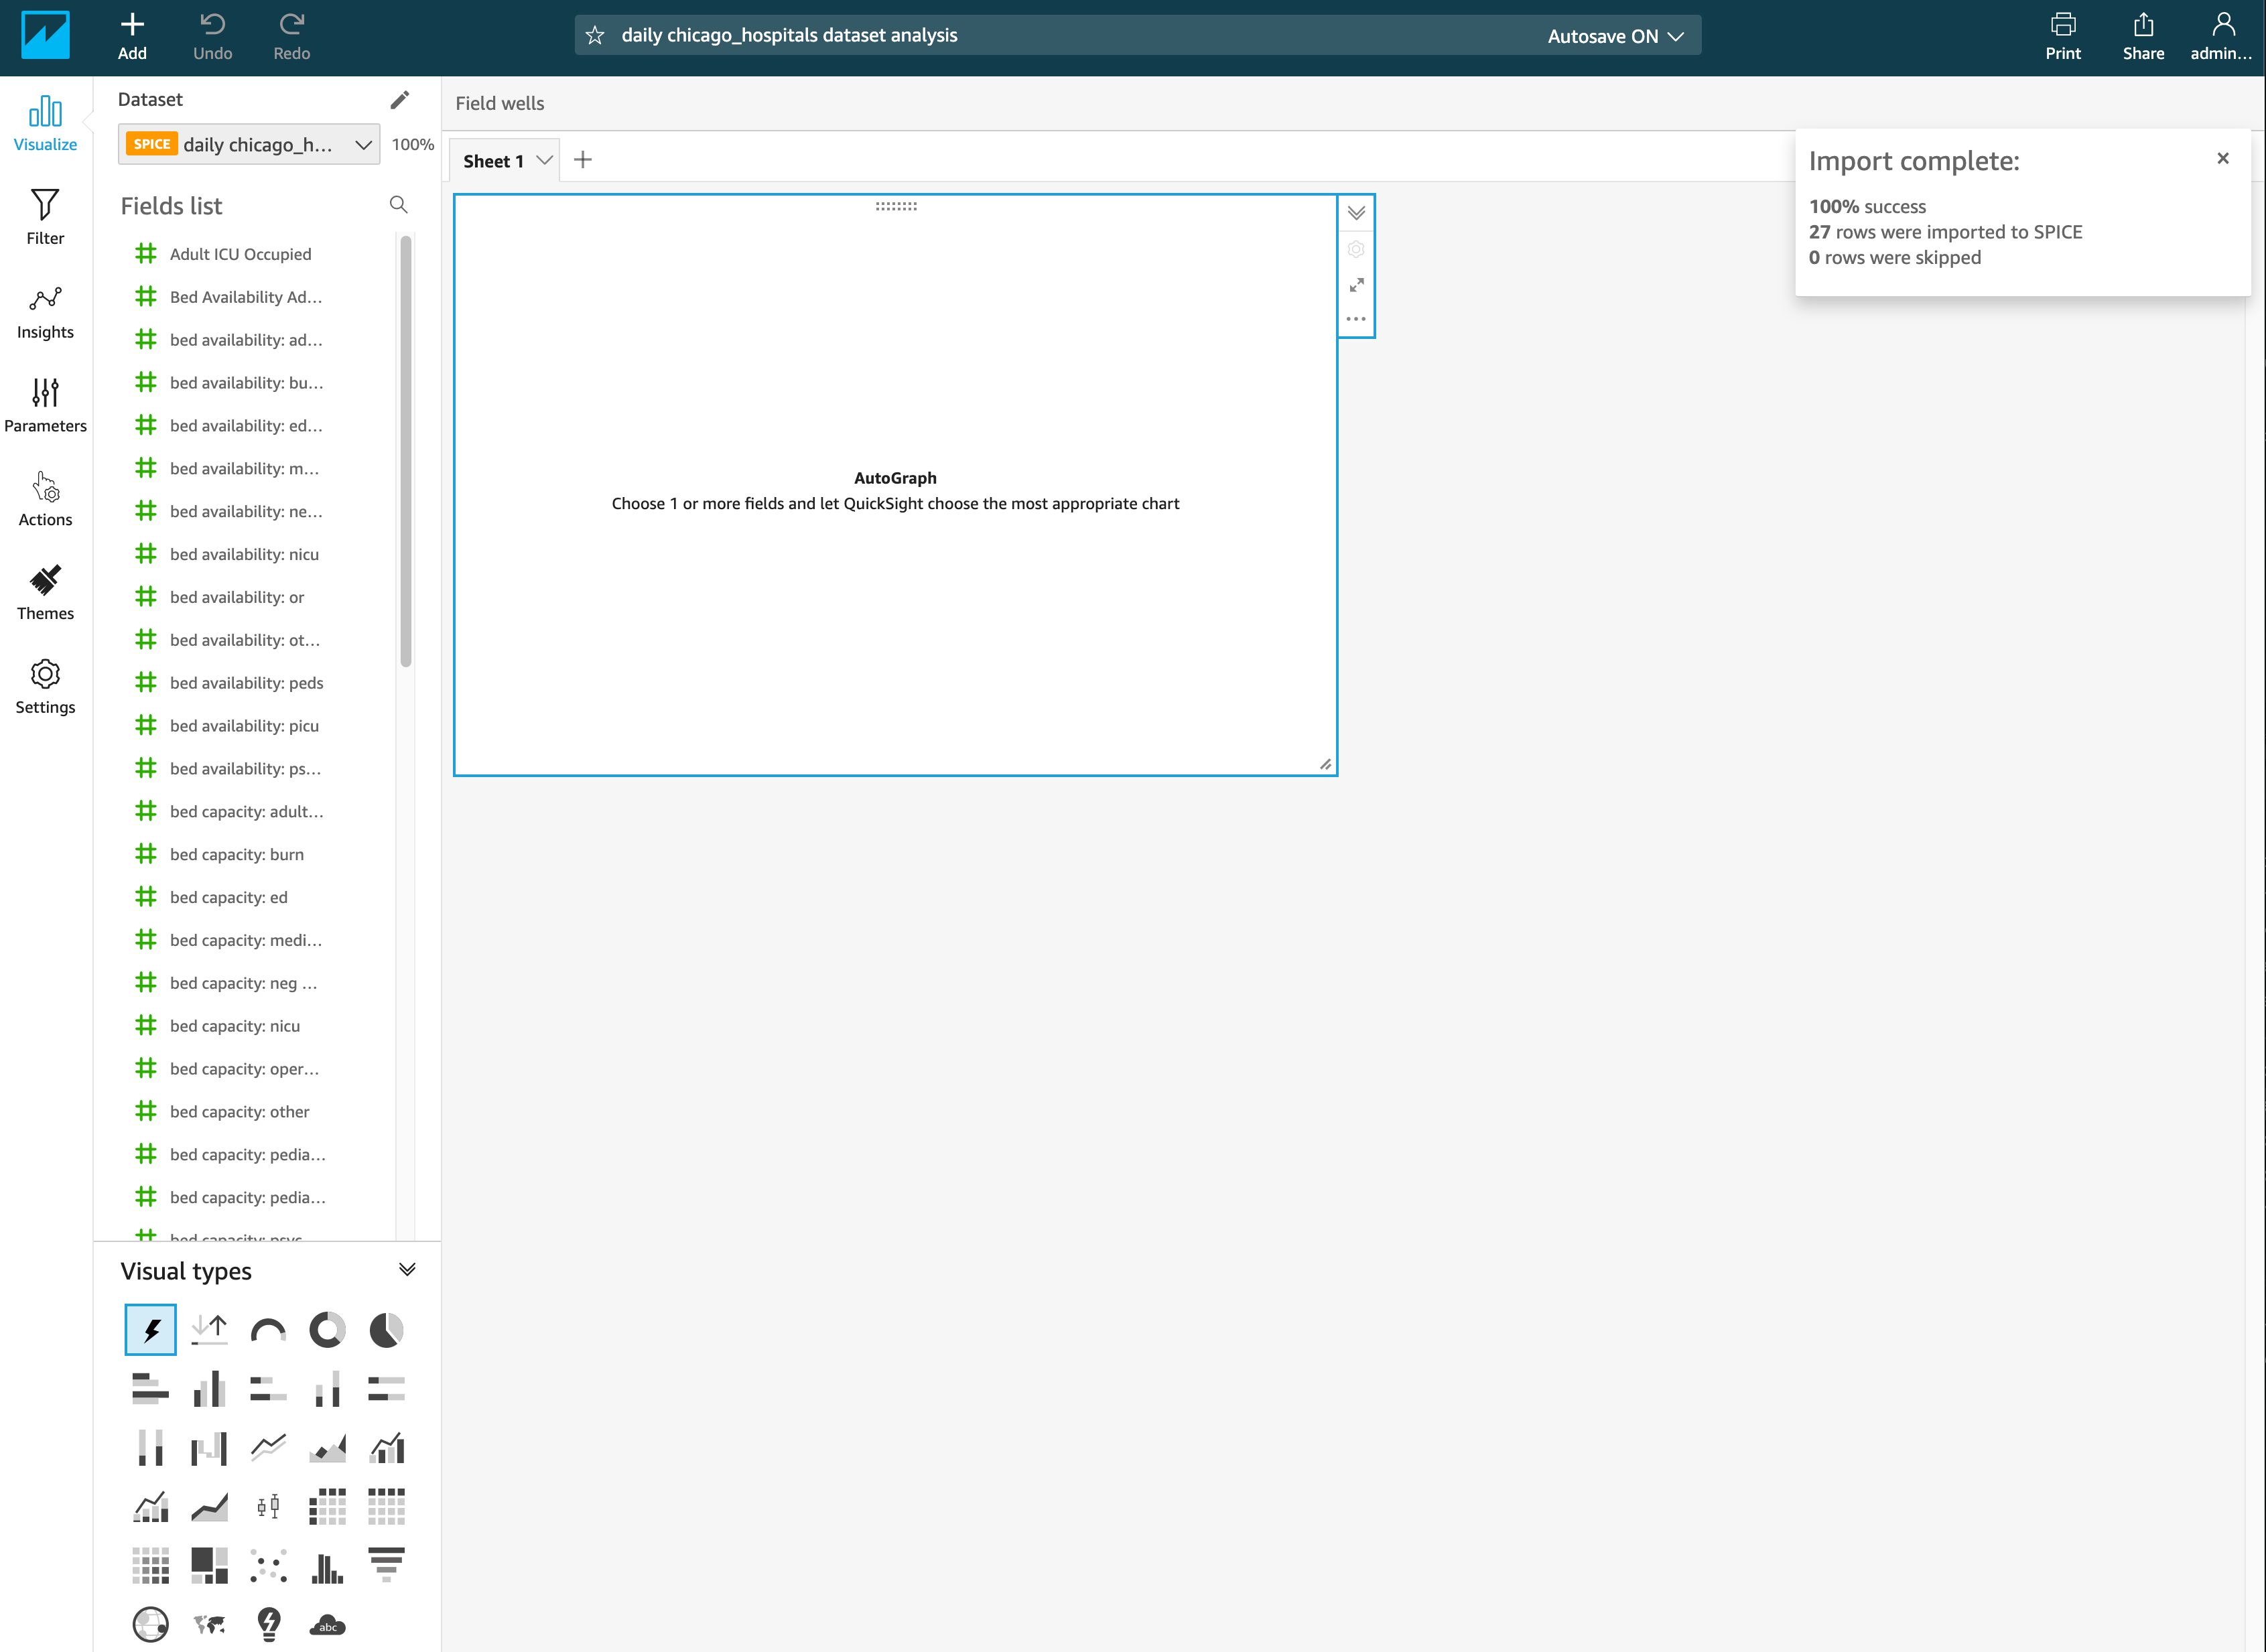 Add
Undo
Redo
daily chicago_hospitals dataset analysis
Autosave ON
Print
Share
admin...
Visualize
Filter
Insights
Parameters
Actions
Themes
Settings
Dataset
SPICE daily chicago_h... 100%
Fields list
Adult ICU Occupied
Bed Availability Ad...
bed availability: ad...
bed availability: bu...
bed availability: ed...
bed availability: m...
bed availability: ne...
bed availability: nicu
bed availability: or
bed availability: ot...
bed availability: peds
bed availability: picu
bed availability: ps...
bed capacity: adult...
bed capacity: burn
bed capacity: ed
bed capacity: medi...
bed capacity: neg ...
bed capacity: nicu
bed capacity: oper...
bed capacity: other
bed capacity: pedia...
bed capacity: pedia...
bed capacity: psyc
Visual types
abc
Field wells
Sheet 1
AutoGraph
Choose 1 or more fields and let QuickSight choose the most appropriate chart
Import complete:
100% success
27 rows were imported to SPICE
0 rows were skipped